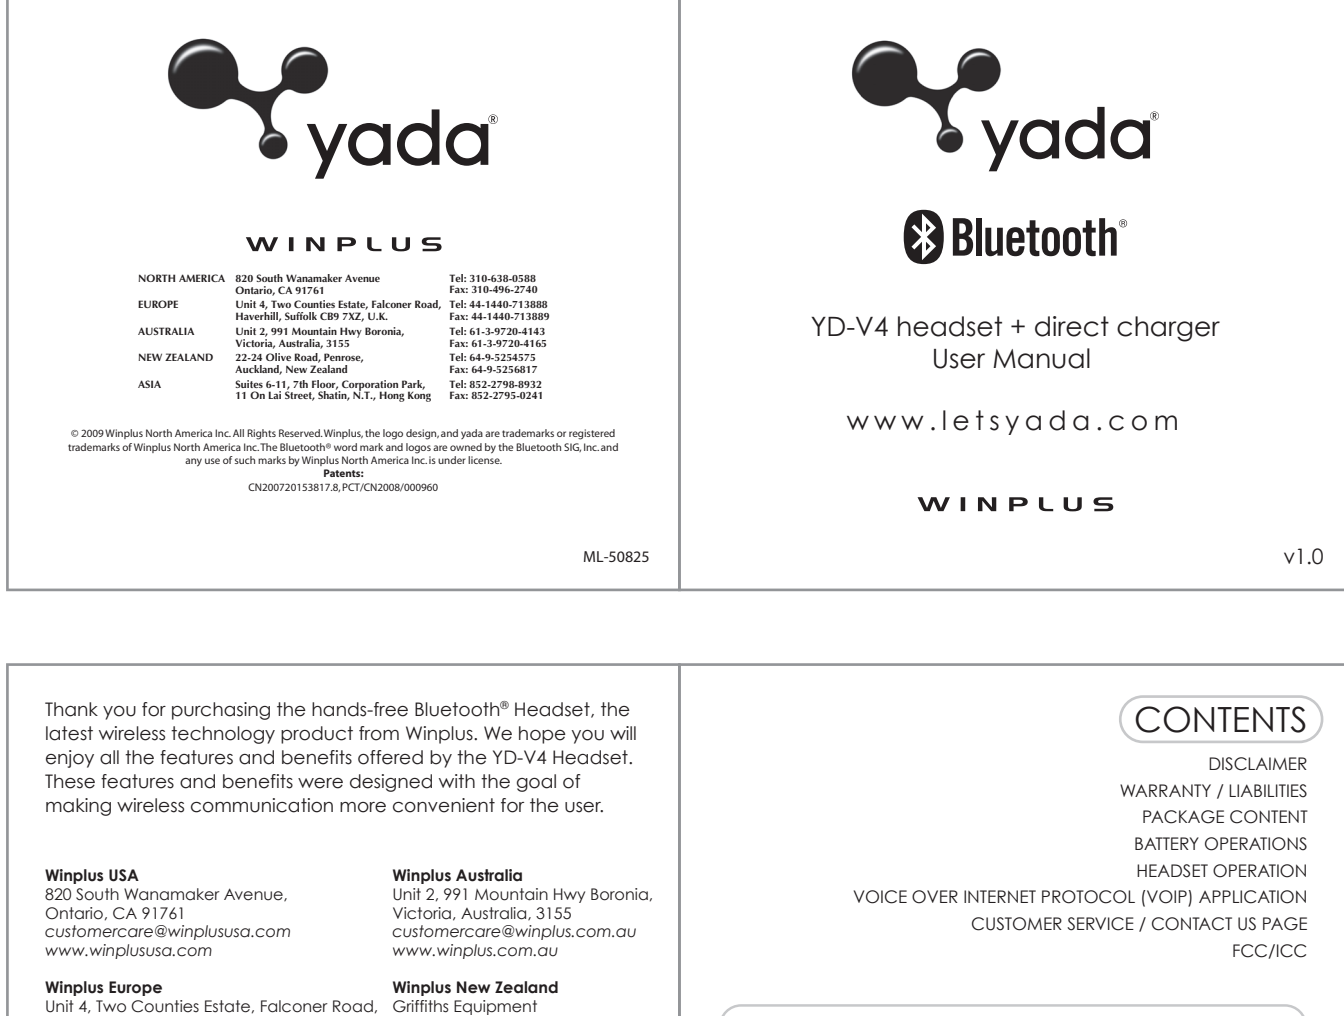 yada®
WINPLUS
NORTH AMERICA 820 South Wanamaker Avenue Tel: 310-638-0588
Ontario, CA 91761 Fax: 310-496-2740
EUROPE Unit 4, Two Counties Estate, Falconer Road, Tel: 44-1440-713888
Haverhill, Suffolk CB9 7XZ, U.K. Fax: 44-1440-713889
AUSTRALIA Unit 2, 991 Mountain Hwy Boronia, Tel: 61-3-9720-4143
Victoria, Australia, 3155 Fax: 61-3-9720-4165
NEW ZEALAND 22-24 Olive Road, Penrose, Tel: 64-9-5254575
Auckland, New Zealand Fax: 64-9-5256817
ASIA Suites 6-11, 7th Floor, Corporation Park, Tel: 852-2798-8932
11 On Lai Street, Shatin, N.T., Hong Kong Fax: 852-2795-0241
© 2009 Winplus North America Inc. All Rights Reserved. Winplus, the logo design, and yada are trademarks or registered
trademarks of Winplus North America Inc. The Bluetooth® word mark and logos are owned by the Bluetooth SIG, Inc. and
any use of such marks by Winplus North America Inc. is under license.
Patents:
CN200720153817.8, PCT/CN2008/000960
ML-50825
yada®
Bluetooth®
YD-V4 headset + direct charger
User Manual
www.letsyada.com
WINPLUS
v1.0
Thank you for purchasing the hands-free Bluetooth® Headset, the
latest wireless technology product from Winplus. We hope you will
enjoy all the features and benefits offered by the YD-V4 Headset.
These features and benefits were designed with the goal of
making wireless communication more convenient for the user.
Winplus USA
820 South Wanamaker Avenue,
Ontario, CA 91761
customercare@winplususa.com
www.winplususa.com
Winplus Europe
Unit 4, Two Counties Estate, Falconer Road,
Winplus Australia
Unit 2, 991 Mountain Hwy Boronia,
Victoria, Australia, 3155
customercare@winplus.com.au
www.winplus.com.au
Winplus New Zealand
Griffiths Equipment
CONTENTS
DISCLAIMER
WARRANTY / LIABILITIES
PACKAGE CONTENT
BATTERY OPERATIONS
HEADSET OPERATION
VOICE OVER INTERNET PROTOCOL (VOIP) APPLICATION
CUSTOMER SERVICE / CONTACT US PAGE
FCC/ICC